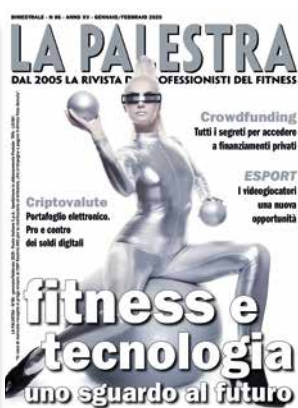 BIMESTRALE - N 86 - ANNO XV - GENNAIO/FEBBRAIO 2020
LA PALESTRA
DAL 2005 LA RIVISTA DEI PROFESSIONISTI DEL FITNESS
Crowdfunding
Tutti i segreti per accedere
a finanziamenti privati
ESPORT
I videogiocatori
una nuova
opportunità
Criptovalute
Portafoglio elettronico.
Pro e contro
dei soldi digitali
fitness e
tecnologia
uno sguardo al futuro